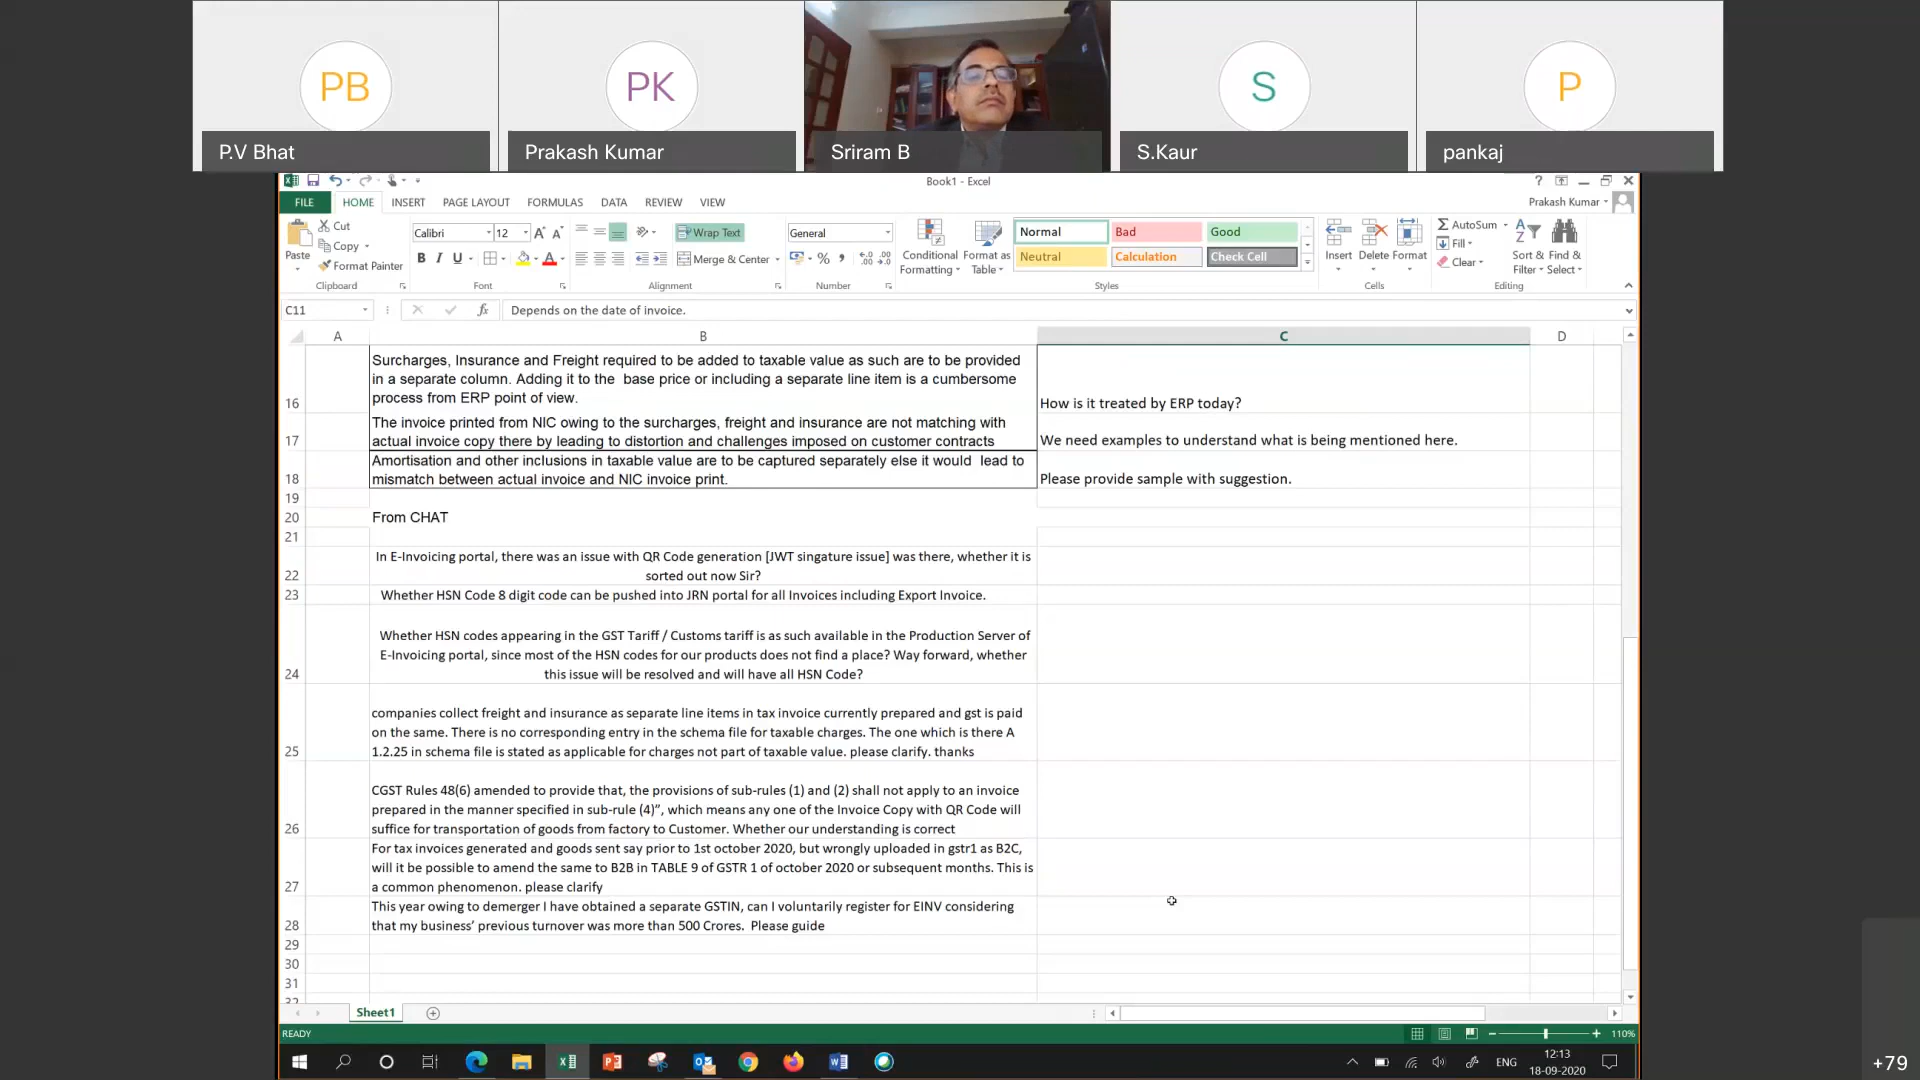 PB
PK
S
P
P.V Bhat
Prakash Kumar
Sriram B
S.Kaur
pankaj
Book1 - Excel
FILE HOME INSERT PAGE LAYOUT FORMULAS DATA REVIEW VIEW
Prakash Kumar
Cut
Copy
Format Painter
Paste
Clipboard
Calibri 12
B I U
Font
Wrap Text
Merge & Center
Alignment
General
Number
Conditional Formatting
Format as Table
Normal Bad Good
Neutral Calculation Check Cell
Styles
Insert Delete Format
Cells
AutoSum
Fill
Clear
Sort & Filter
Find & Select
Editing
C11
fx
Depends on the date of invoice.
A B C D
Surcharges, Insurance and Freight required to be added to taxable value as such are to be provided
in a separate column. Adding it to the base price or including a separate line item is a cumbersome
16 process from ERP point of view. How is it treated by ERP today?
The invoice printed from NIC owing to the surcharges, freight and insurance are not matching with
17 actual invoice copy there by leading to distortion and challenges imposed on customer contracts We need examples to understand what is being mentioned here.
Amortisation and other inclusions in taxable value are to be captured separately else it would lead to
18 mismatch between actual invoice and NIC invoice print. Please provide sample with suggestion.
19
20 From CHAT
21
In E-Invoicing portal, there was an issue with QR Code generation [JWT singature issue] was there, whether it is
22 sorted out now Sir?
23 Whether HSN Code 8 digit code can be pushed into JRN portal for all Invoices including Export Invoice.
Whether HSN codes appearing in the GST Tariff / Customs tariff is as such available in the Production Server of
E-Invoicing portal, since most of the HSN codes for our products does not find a place? Way forward, whether
24 this issue will be resolved and will have all HSN Code?
companies collect freight and insurance as separate line items in tax invoice currently prepared and gst is paid
on the same. There is no corresponding entry in the schema file for taxable charges. The one which is there A
25 1.2.25 in schema file is stated as applicable for charges not part of taxable value. please clarify. thanks
CGST Rules 48(6) amended to provide that, the provisions of sub-rules (1) and (2) shall not apply to an invoice
prepared in the manner specified in sub-rule (4)”, which means any one of the Invoice Copy with QR Code will
26 suffice for transportation of goods from factory to Customer. Whether our understanding is correct
For tax invoices generated and goods sent say prior to 1st october 2020, but wrongly uploaded in gstr1 as B2C,
will it be possible to amend the same to B2B in TABLE 9 of GSTR 1 of october 2020 or subsequent months. This is
27 a common phenomenon. please clarify
This year owing to demerger I have obtained a separate GSTIN, can I voluntarily register for EINV considering
28 that my business’ previous turnover was more than 500 Crores. Please guide
29
30
31
32
Sheet1
READY
110%
ENG
12:13
18-09-2020
+79